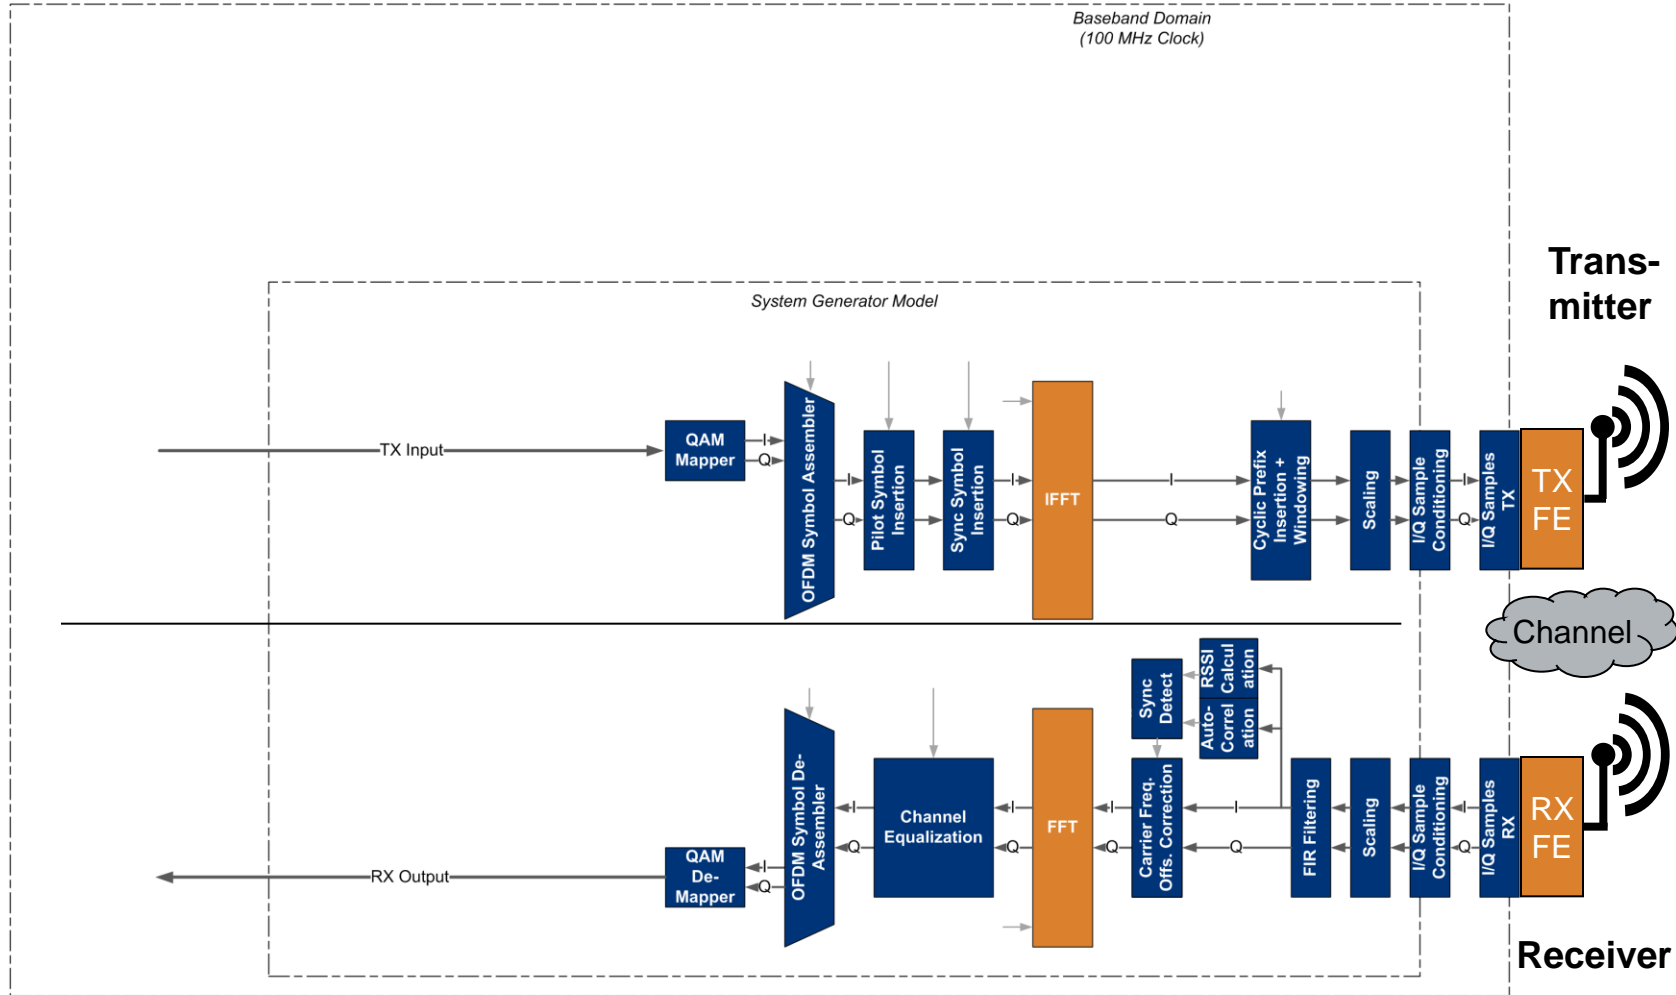 Baseband Domain
(100 MHz Clock)
System Generator Model
Trans-
mitter
TX Input
QAM
Mapper
I
Q
OFDM Symbol Assembler
I
Q
Pilot Symbol
Insertion
Sync Symbol
Insertion
I
Q
IFFT
I
Q
Cyclic Prefix
Insertion +
Windowing
Scaling
I/Q Sample
Conditioning
I
Q
I/Q Samples
TX
TX
FE
Channel
RSSI
Calcul
ation
Auto-
Correl
ation
Sync
Detect
RX Output
QAM
De-
Mapper
I
Q
OFDM Symbol De-
Assembler
I
Q
Channel
Equalization
I
Q
FFT
I
Q
Carrier Freq.
Offs. Correction
I
Q
FIR Filtering
Scaling
I/Q Sample
Conditioning
I
Q
I/Q Samples
RX
RX
FE
Receiver